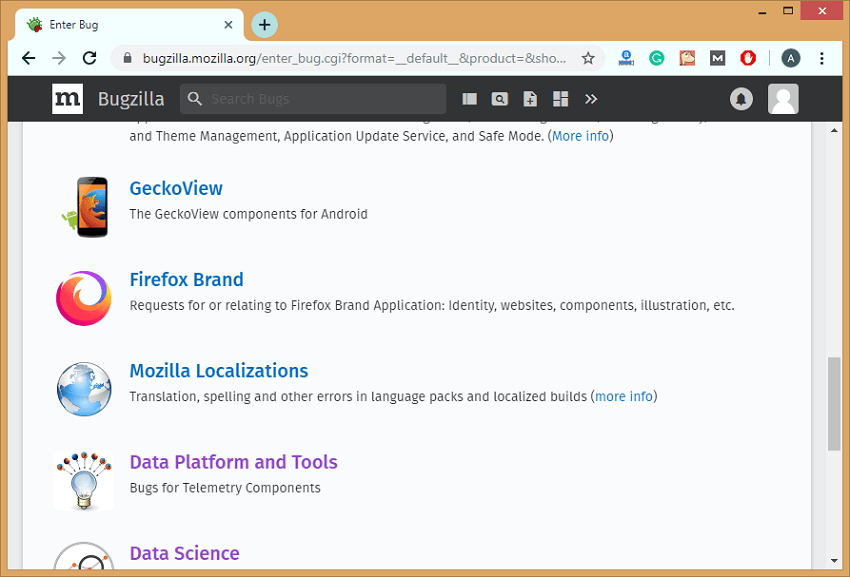 Enter Bug
bugzilla.mozilla.org/enter_bug.cgi?format=__default__&product=&sho...
A
m Bugzilla Search Bugs
and Theme Management, Application Update Service, and Safe Mode. (More info)
GeckoView
The GeckoView components for Android
Firefox Brand
Requests for or relating to Firefox Brand Application: Identity, websites, components, illustration, etc.
Mozilla Localizations
Translation, spelling and other errors in language packs and localized builds (more info)
Data Platform and Tools
Bugs for Telemetry Components
Data Science